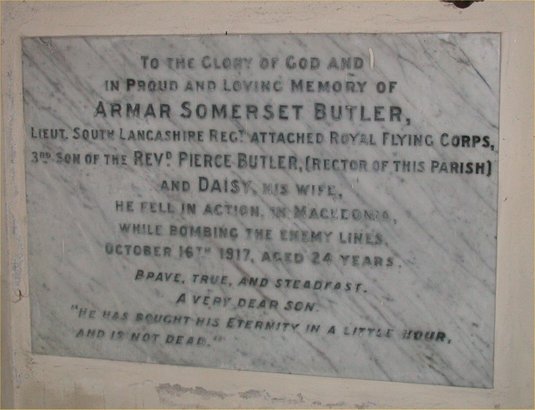 TO THE GLORY OF GOD AND
IN PROUD AND LOVING MEMORY OF
ARMAR SOMERSET BUTLER,
LIEUT. SOUTH LANCASHIRE REGT. ATTACHED ROYAL FLYING CORPS,
3RD SON OF THE REVD PIERCE BUTLER, (RECTOR OF THIS PARISH)
AND DAISY, HIS WIFE,
HE FELL IN ACTION, IN MACEDONIA,
WHILE BOMBING THE ENEMY LINES,
OCTOBER 16TH 1917, AGED 24 YEARS.
BRAVE, TRUE, AND STEADFAST.
A VERY DEAR SON.
"HE HAS BOUGHT HIS ETERNITY IN A LITTLE HOUR,
AND IS NOT DEAD."